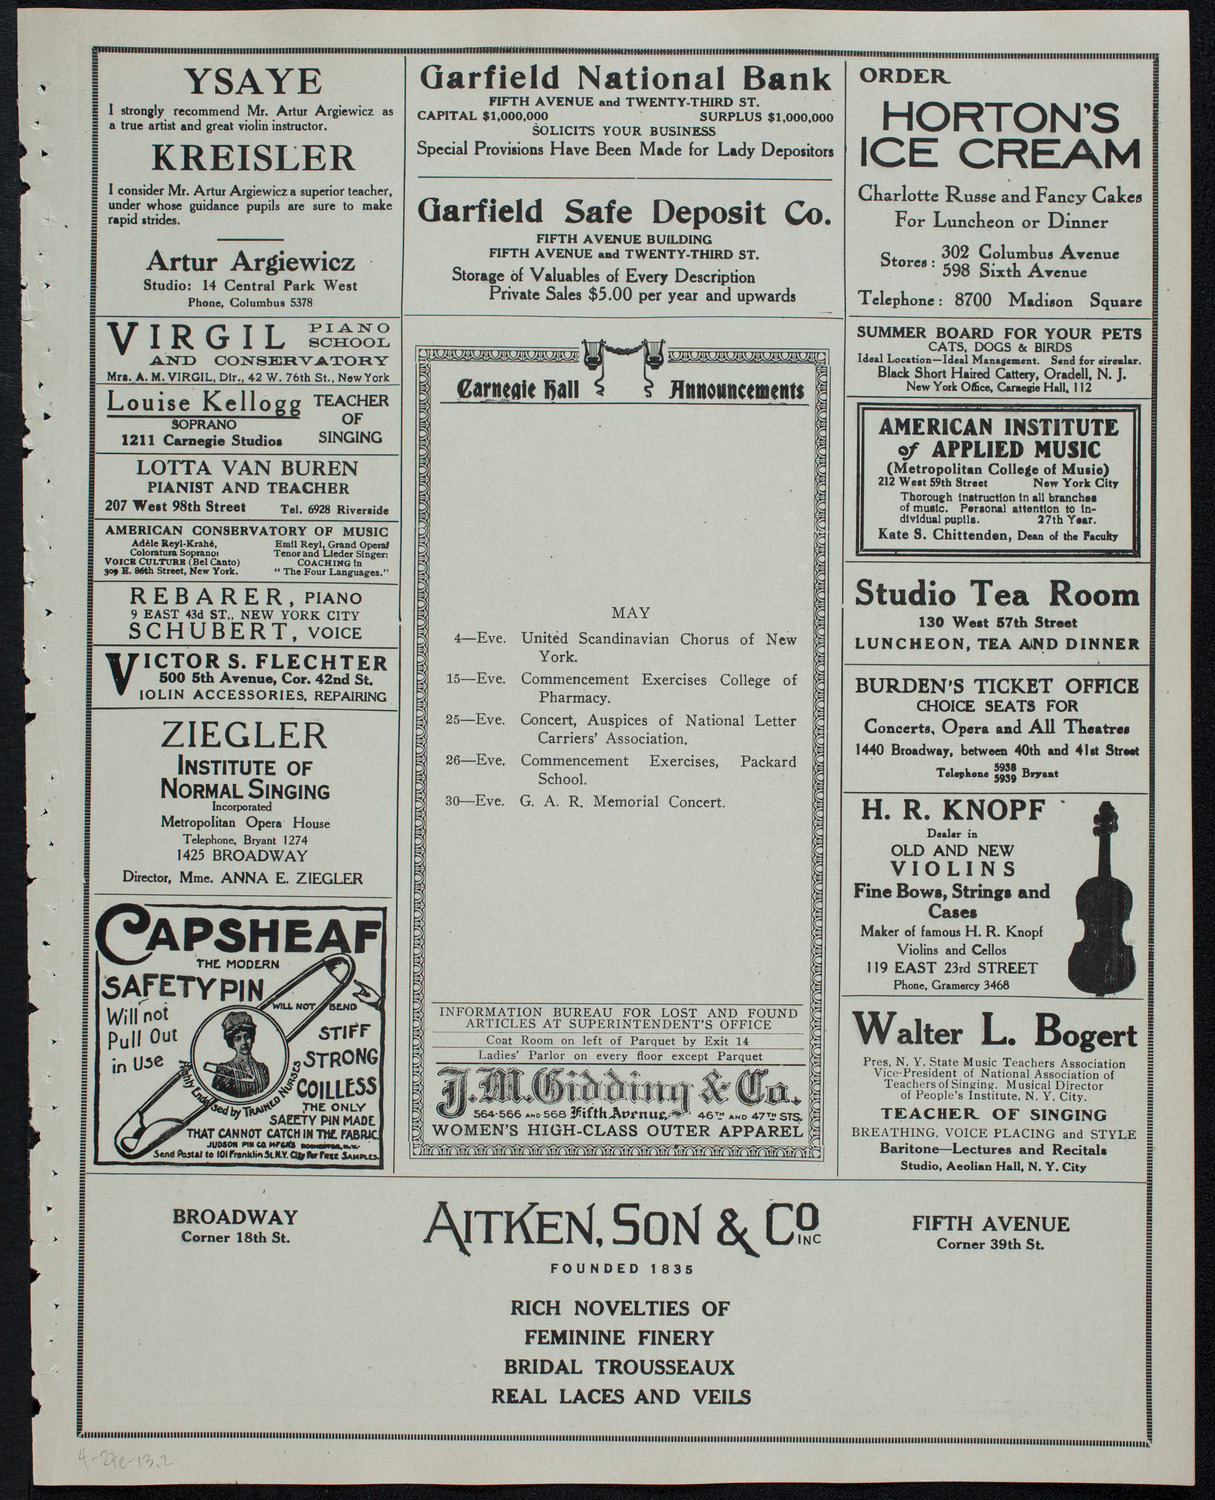 YSAYE
I strongly recommend Mr. Artur Argiewicz as
a true artist and great violin instructor.
KREISLER
I consider Mr. Artur Argiewicz a superior teacher,
under whose guidance pupils are sure to make
rapid strides.
Artur Argiewicz
Studio: 14 Central Park West
Phone, Columbus 5378
VIRGIL PIANO
SCHOOL
AND CONSERVATORY
Mrs. A. M. VIRGIL, Dir., 42 W. 76th St., New York
Louise Kellogg TEACHER
SOPRANO OF
1211 Carnegie Studios SINGING
LOTTA VAN BUREN
PIANIST AND TEACHER
207 West 98th Street Tel. 6928 Riverside
AMERICAN CONSERVATORY OF MUSIC
Adèle Reyl-Krahé, Emil Reyl, Grand Opera
Coloratura Soprano: Tenor and Lieder Singer:
VOICE CULTURE (Bel Canto) COACHING in
309 E. 86th Street, New York. "The Four Languages."
REBARER, PIANO
9 EAST 43d ST., NEW YORK CITY
SCHUBERT, VOICE
VICTOR S. FLECHTER
500 5th Avenue, Cor. 42nd St.
VIOLIN ACCESSORIES, REPAIRING
ZIEGLER
INSTITUTE OF
NORMAL SINGING
Incorporated
Metropolitan Opera House
Telephone, Bryant 1274
1425 BROADWAY
Director, Mme. ANNA E. ZIEGLER
CAPSHEAF
THE MODERN
SAFETY PIN
WILL NOT BEND
Will not
Pull Out
in Use
STIFF
STRONG
COILLESS
Highly Endorsed by TRAINED NURSES
THE ONLY
SAFETY PIN MADE
THAT CANNOT CATCH IN THE FABRIC.
JUDSON PIN CO. MFGRS. ROCHESTER, N.Y.
Send Postal to 101 Franklin St. N.Y. City for FREE SAMPLES.
Garfield National Bank
FIFTH AVENUE and TWENTY-THIRD ST.
CAPITAL $1,000,000 SURPLUS $1,000,000
SOLICITS YOUR BUSINESS
Special Provisions Have Been Made for Lady Depositors
Garfield Safe Deposit Co.
FIFTH AVENUE BUILDING
FIFTH AVENUE and TWENTY-THIRD ST.
Storage of Valuables of Every Description
Private Sales $5.00 per year and upwards
Carnegie Hall Announcements
MAY
4—Eve. United Scandinavian Chorus of New
York.
15—Eve. Commencement Exercises College of
Pharmacy.
25—Eve. Concert, Auspices of National Letter
Carriers' Association.
26—Eve. Commencement Exercises, Packard
School.
30—Eve. G. A. R. Memorial Concert.
INFORMATION BUREAU FOR LOST AND FOUND
ARTICLES AT SUPERINTENDENT'S OFFICE
Coat Room on left of Parquet by Exit 14
Ladies' Parlor on every floor except Parquet
J. M. Gidding & Co.
564-566 AND 568 Fifth Avenue. 46TH AND 47TH STS.
WOMEN'S HIGH-CLASS OUTER APPAREL
ORDER
HORTON'S
ICE CREAM
Charlotte Russe and Fancy Cakes
For Luncheon or Dinner
Stores: 302 Columbus Avenue
598 Sixth Avenue
Telephone: 8700 Madison Square
SUMMER BOARD FOR YOUR PETS
CATS, DOGS & BIRDS
Ideal Location—Ideal Management. Send for circular.
Black Short Haired Cattery, Oradell, N. J.
New York Office, Carnegie Hall, 112
AMERICAN INSTITUTE
of APPLIED MUSIC
(Metropolitan College of Music)
212 West 59th Street New York City
Thorough instruction in all branches
of music. Personal attention to in-
dividual pupils. 27th Year.
Kate S. Chittenden, Dean of the Faculty
Studio Tea Room
130 West 57th Street
LUNCHEON, TEA AND DINNER
BURDEN'S TICKET OFFICE
CHOICE SEATS FOR
Concerts, Opera and All Theatres
1440 Broadway, between 40th and 41st Street
Telephone 5938
5939 Bryant
H. R. KNOPF
Dealer in
OLD AND NEW
VIOLINS
Fine Bows, Strings and
Cases
Maker of famous H. R. Knopf
Violins and Cellos
119 EAST 23rd STREET
Phone, Gramercy 3468
Walter L. Bogert
Pres. N. Y. State Music Teachers Association
Vice-President of National Association of
Teachers of Singing. Musical Director
of People's Institute, N. Y. City.
TEACHER OF SINGING
BREATHING, VOICE PLACING and STYLE
Baritone—Lectures and Recitals
Studio, Aeolian Hall, N. Y. City
BROADWAY
Corner 18th St.
AITKEN, SON & CO INC
FOUNDED 1835
FIFTH AVENUE
Corner 39th St.
RICH NOVELTIES OF
FEMININE FINERY
BRIDAL TROUSSEAUX
REAL LACES AND VEILS
4-27e-13.2